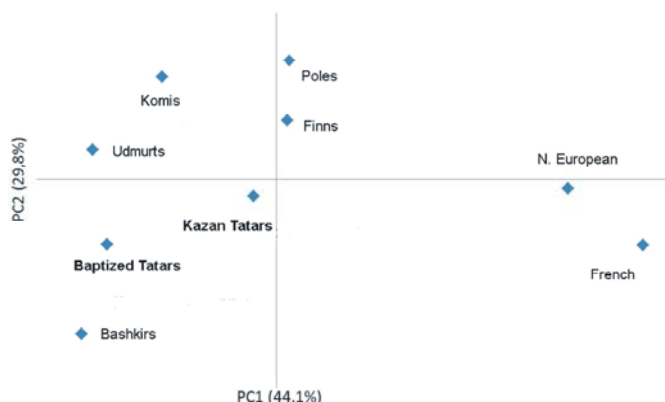 Poles
Komis
Finns
Udmurts
N. European
Kazan Tatars
Baptized Tatars
French
Bashkirs
PC2 (29,8%)
PC1 (44,1%)